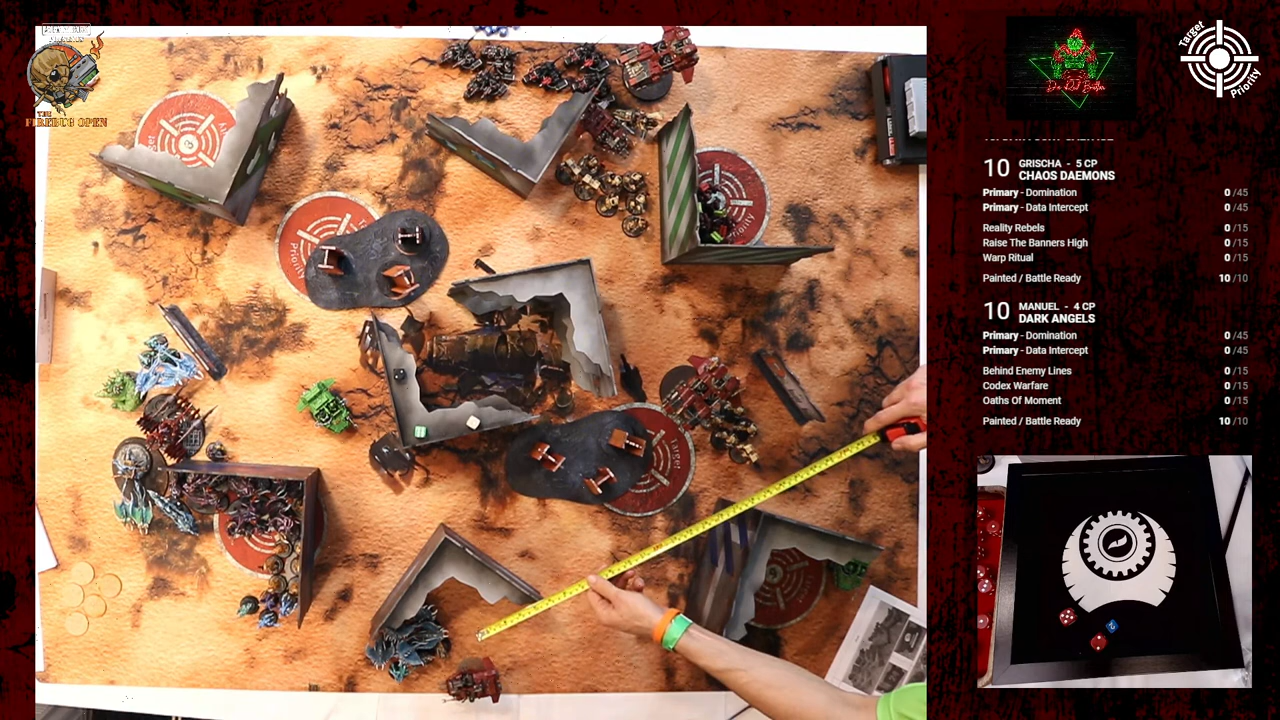 THE
FIREBUG OPEN
Target
Priority
10 GRISCHA - 5 CP
CHAOS DAEMONS
Primary - Domination 0 /45
Primary - Data Intercept 0 /45
Reality Rebels 0 /15
Raise The Banners High 0 /15
Warp Ritual 0 /15
Painted / Battle Ready 10 /10
10 MANUEL - 4 CP
DARK ANGELS
Primary - Domination 0 /45
Primary - Data Intercept 0 /45
Behind Enemy Lines 0 /15
Codex Warfare 0 /15
Oaths Of Moment 0 /15
Painted / Battle Ready 10 /10
Target
Priority
Target
Priority